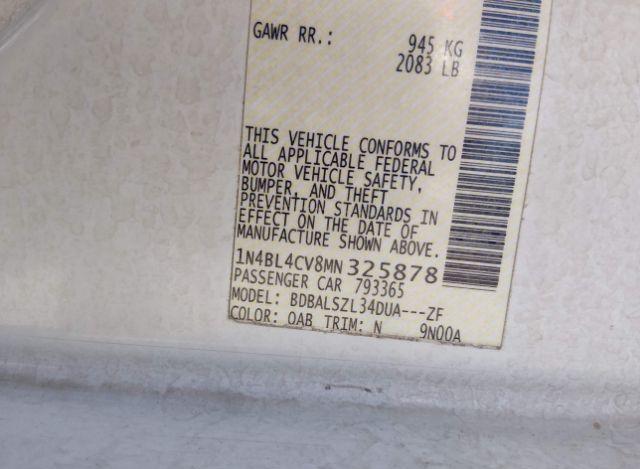 GAWR RR.: 945 KG
2083 LB
THIS VEHICLE CONFORMS TO
ALL APPLICABLE FEDERAL
MOTOR VEHICLE SAFETY,
BUMPER, AND THEFT
PREVENTION STANDARDS IN
EFFECT ON THE DATE OF
MANUFACTURE SHOWN ABOVE.
1N4BL4CV8MN325878
PASSENGER CAR 793365
MODEL: BDBALSZL34DUA---ZF
COLOR: QAB TRIM: N 9N00A